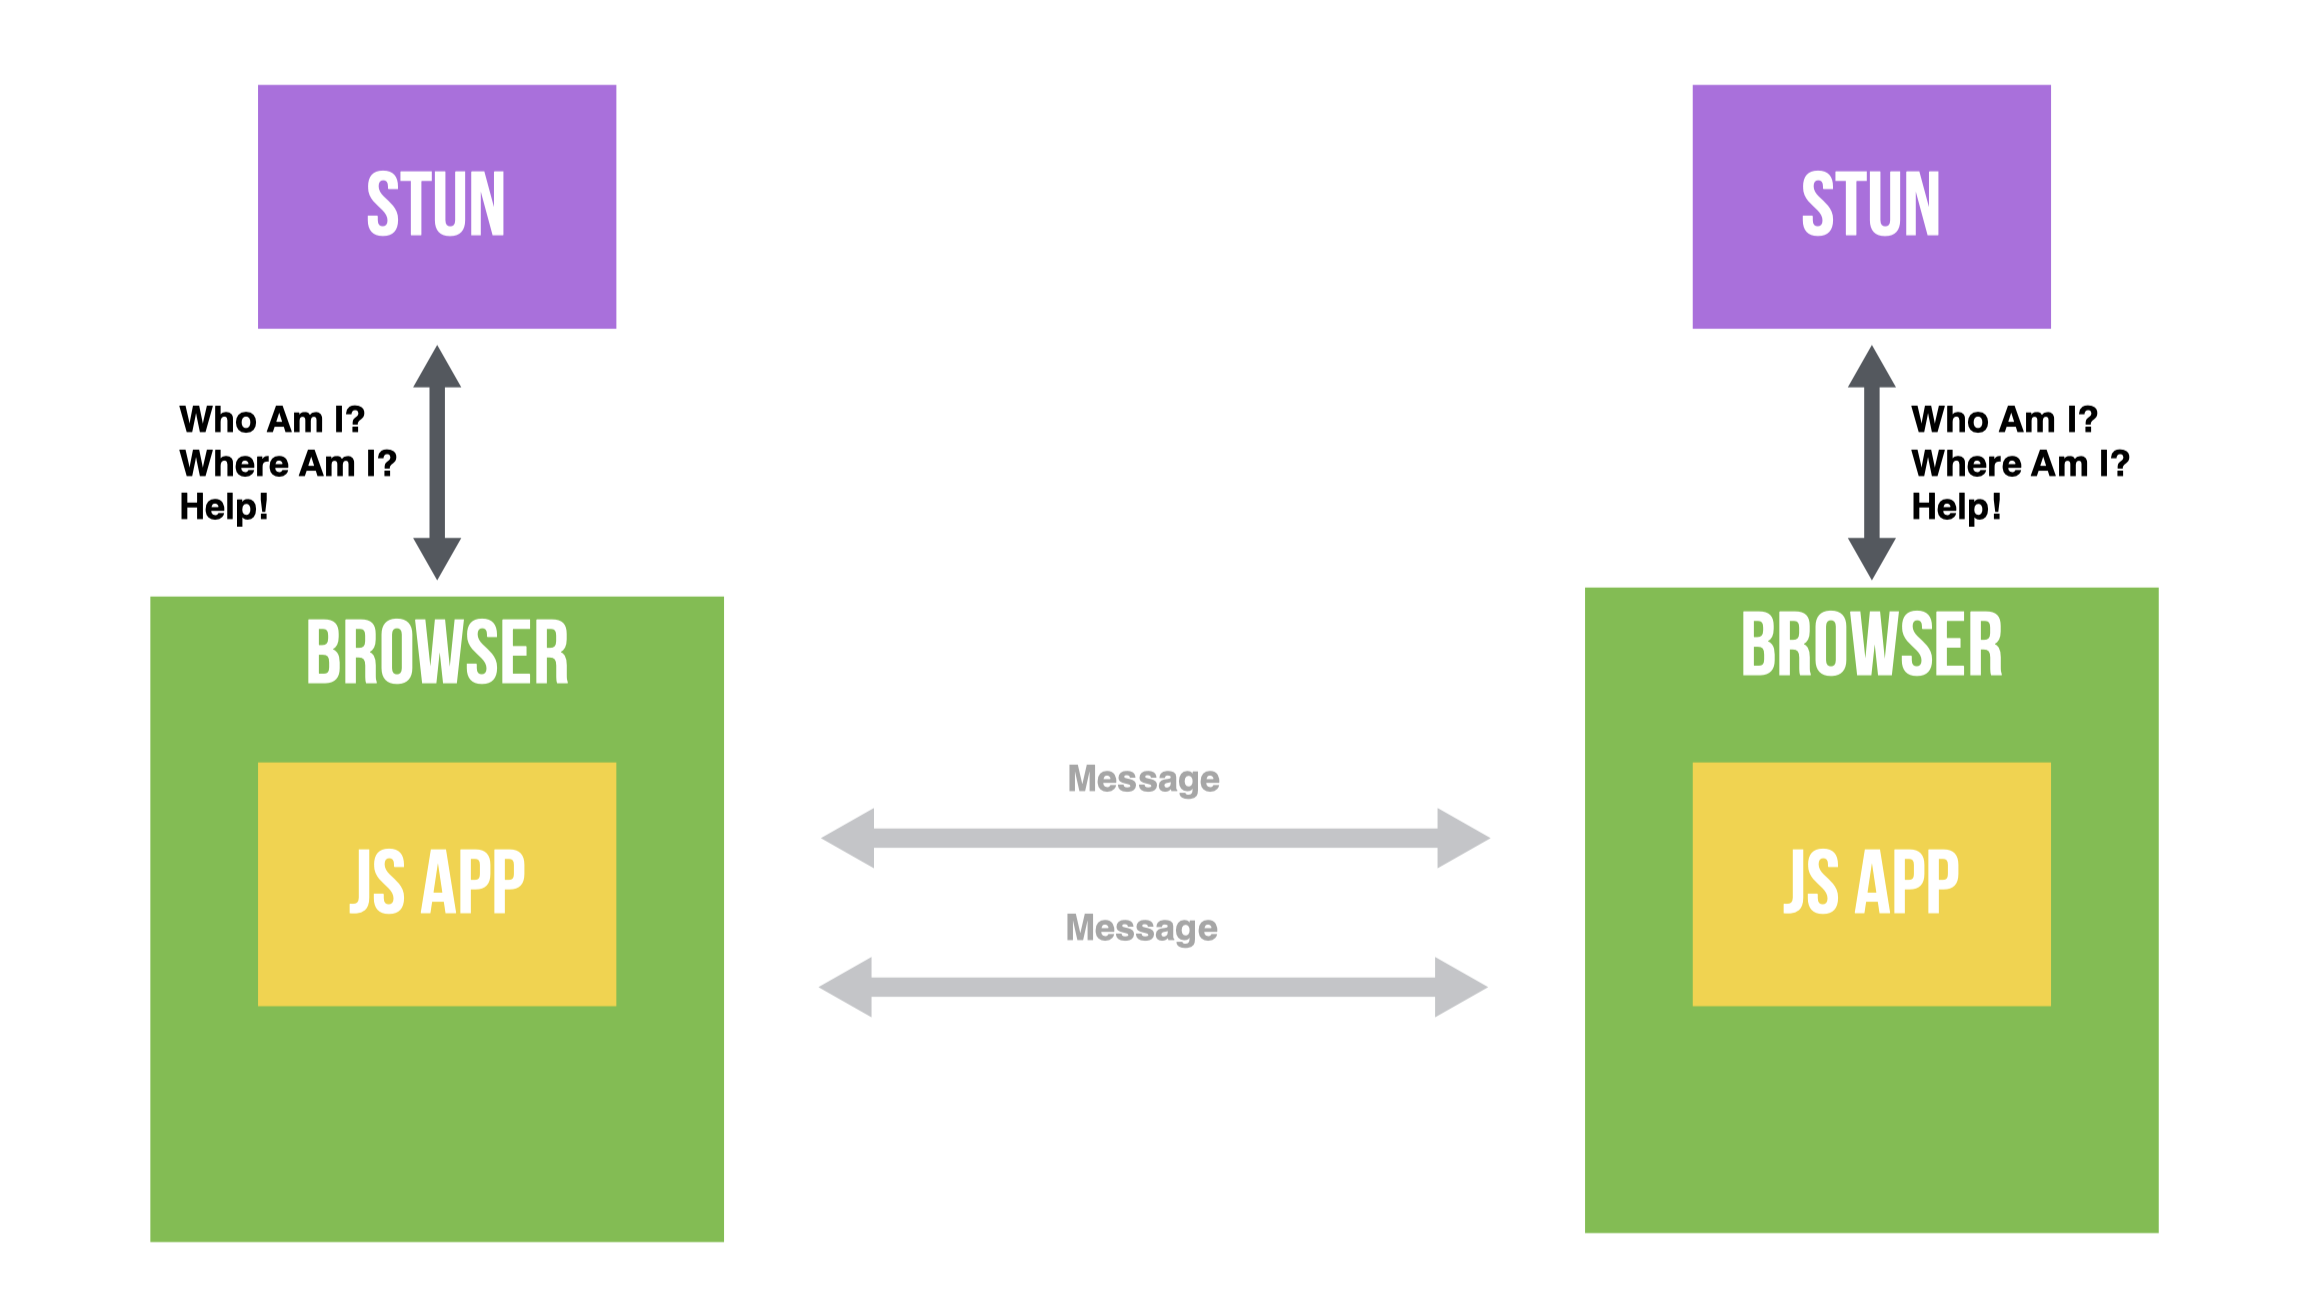 STUN
STUN
Who Am I?
Where Am I?
Help!
Who Am I?
Where Am I?
Help!
BROWSER
BROWSER
Message
JS APP
JS APP
Message